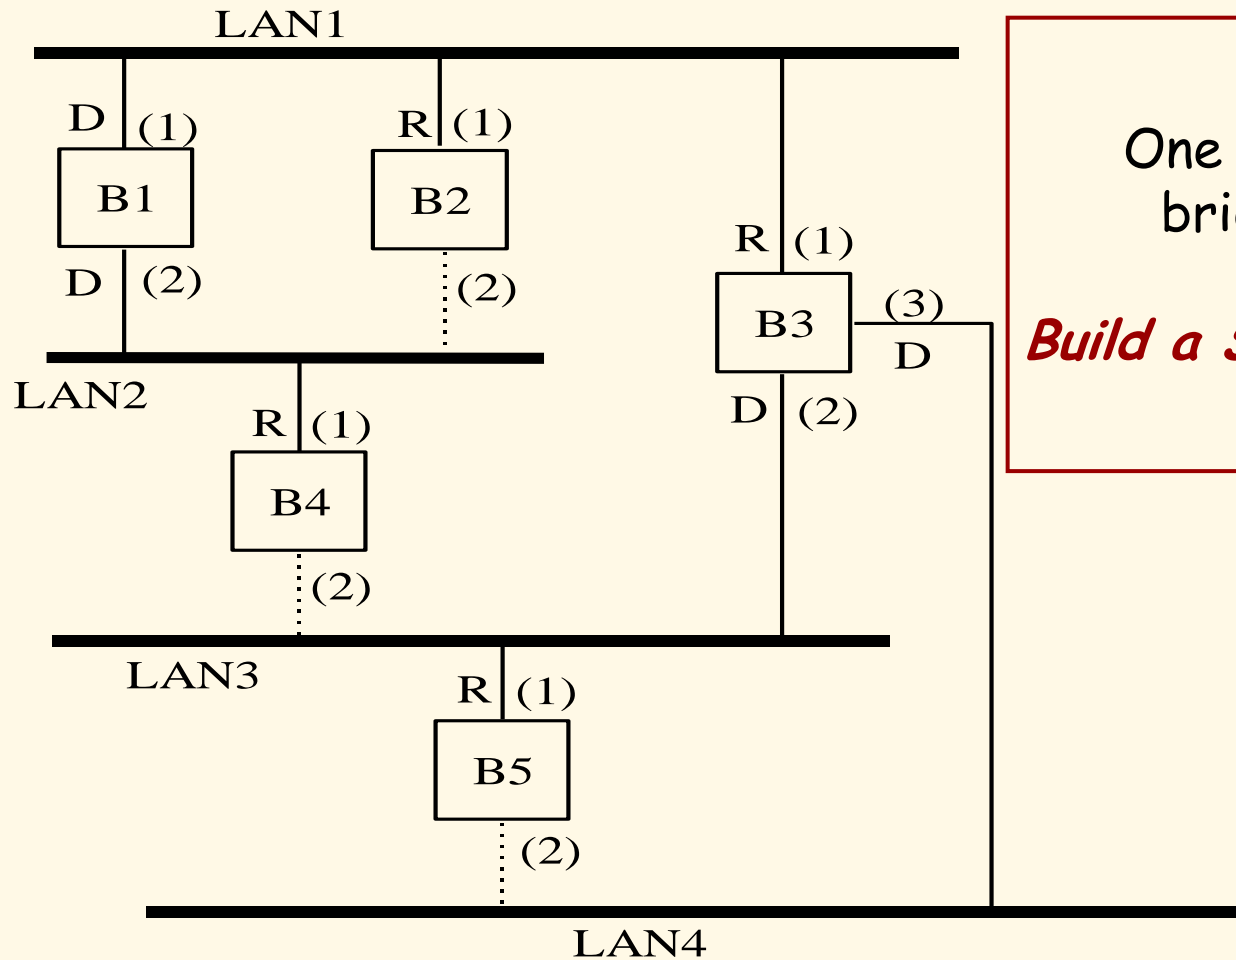 LAN1
D (1)
R (1)
B1
B2
D (2)
(2)
R (1)
B3
(3)
D
D (2)
LAN2
R (1)
B4
(2)
LAN3
R (1)
B5
(2)
LAN4
One
Build a